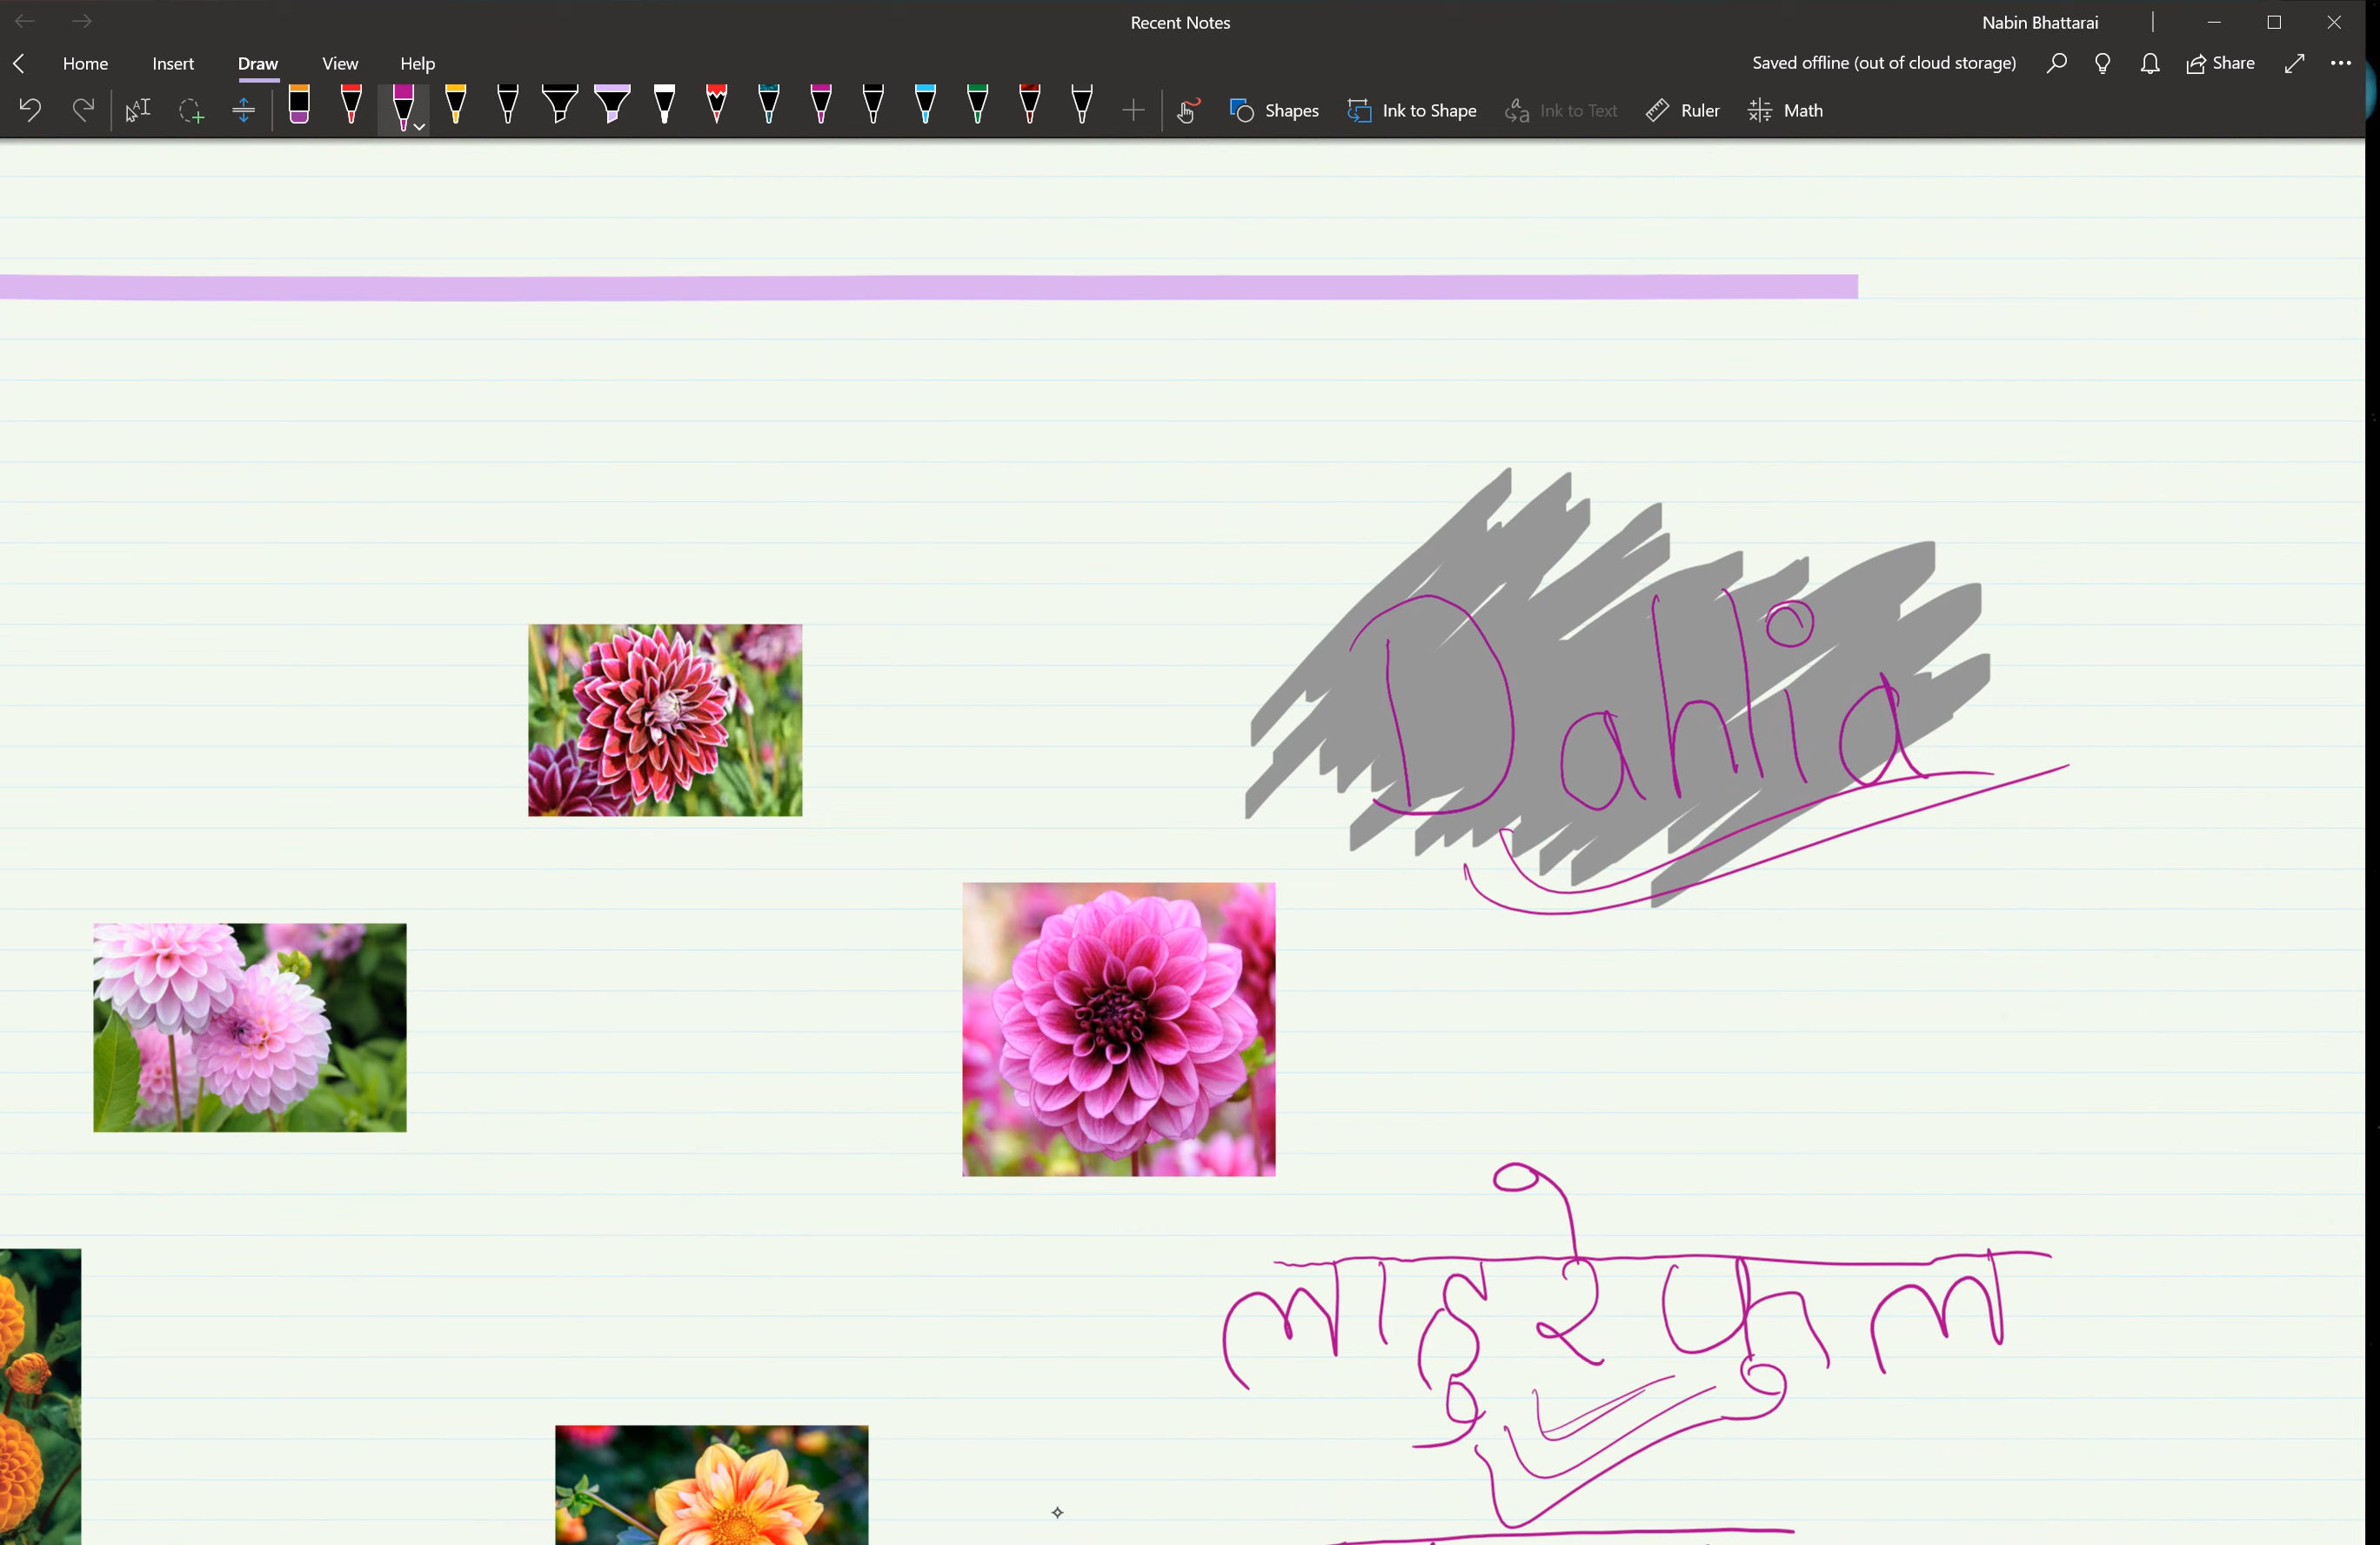 Recent Notes
Nabin Bhattarai
Home Insert Draw View Help
Saved offline (out of cloud storage)
Share
Shapes
Ink to Shape
Ink to Text
Ruler
Math
Dahlia